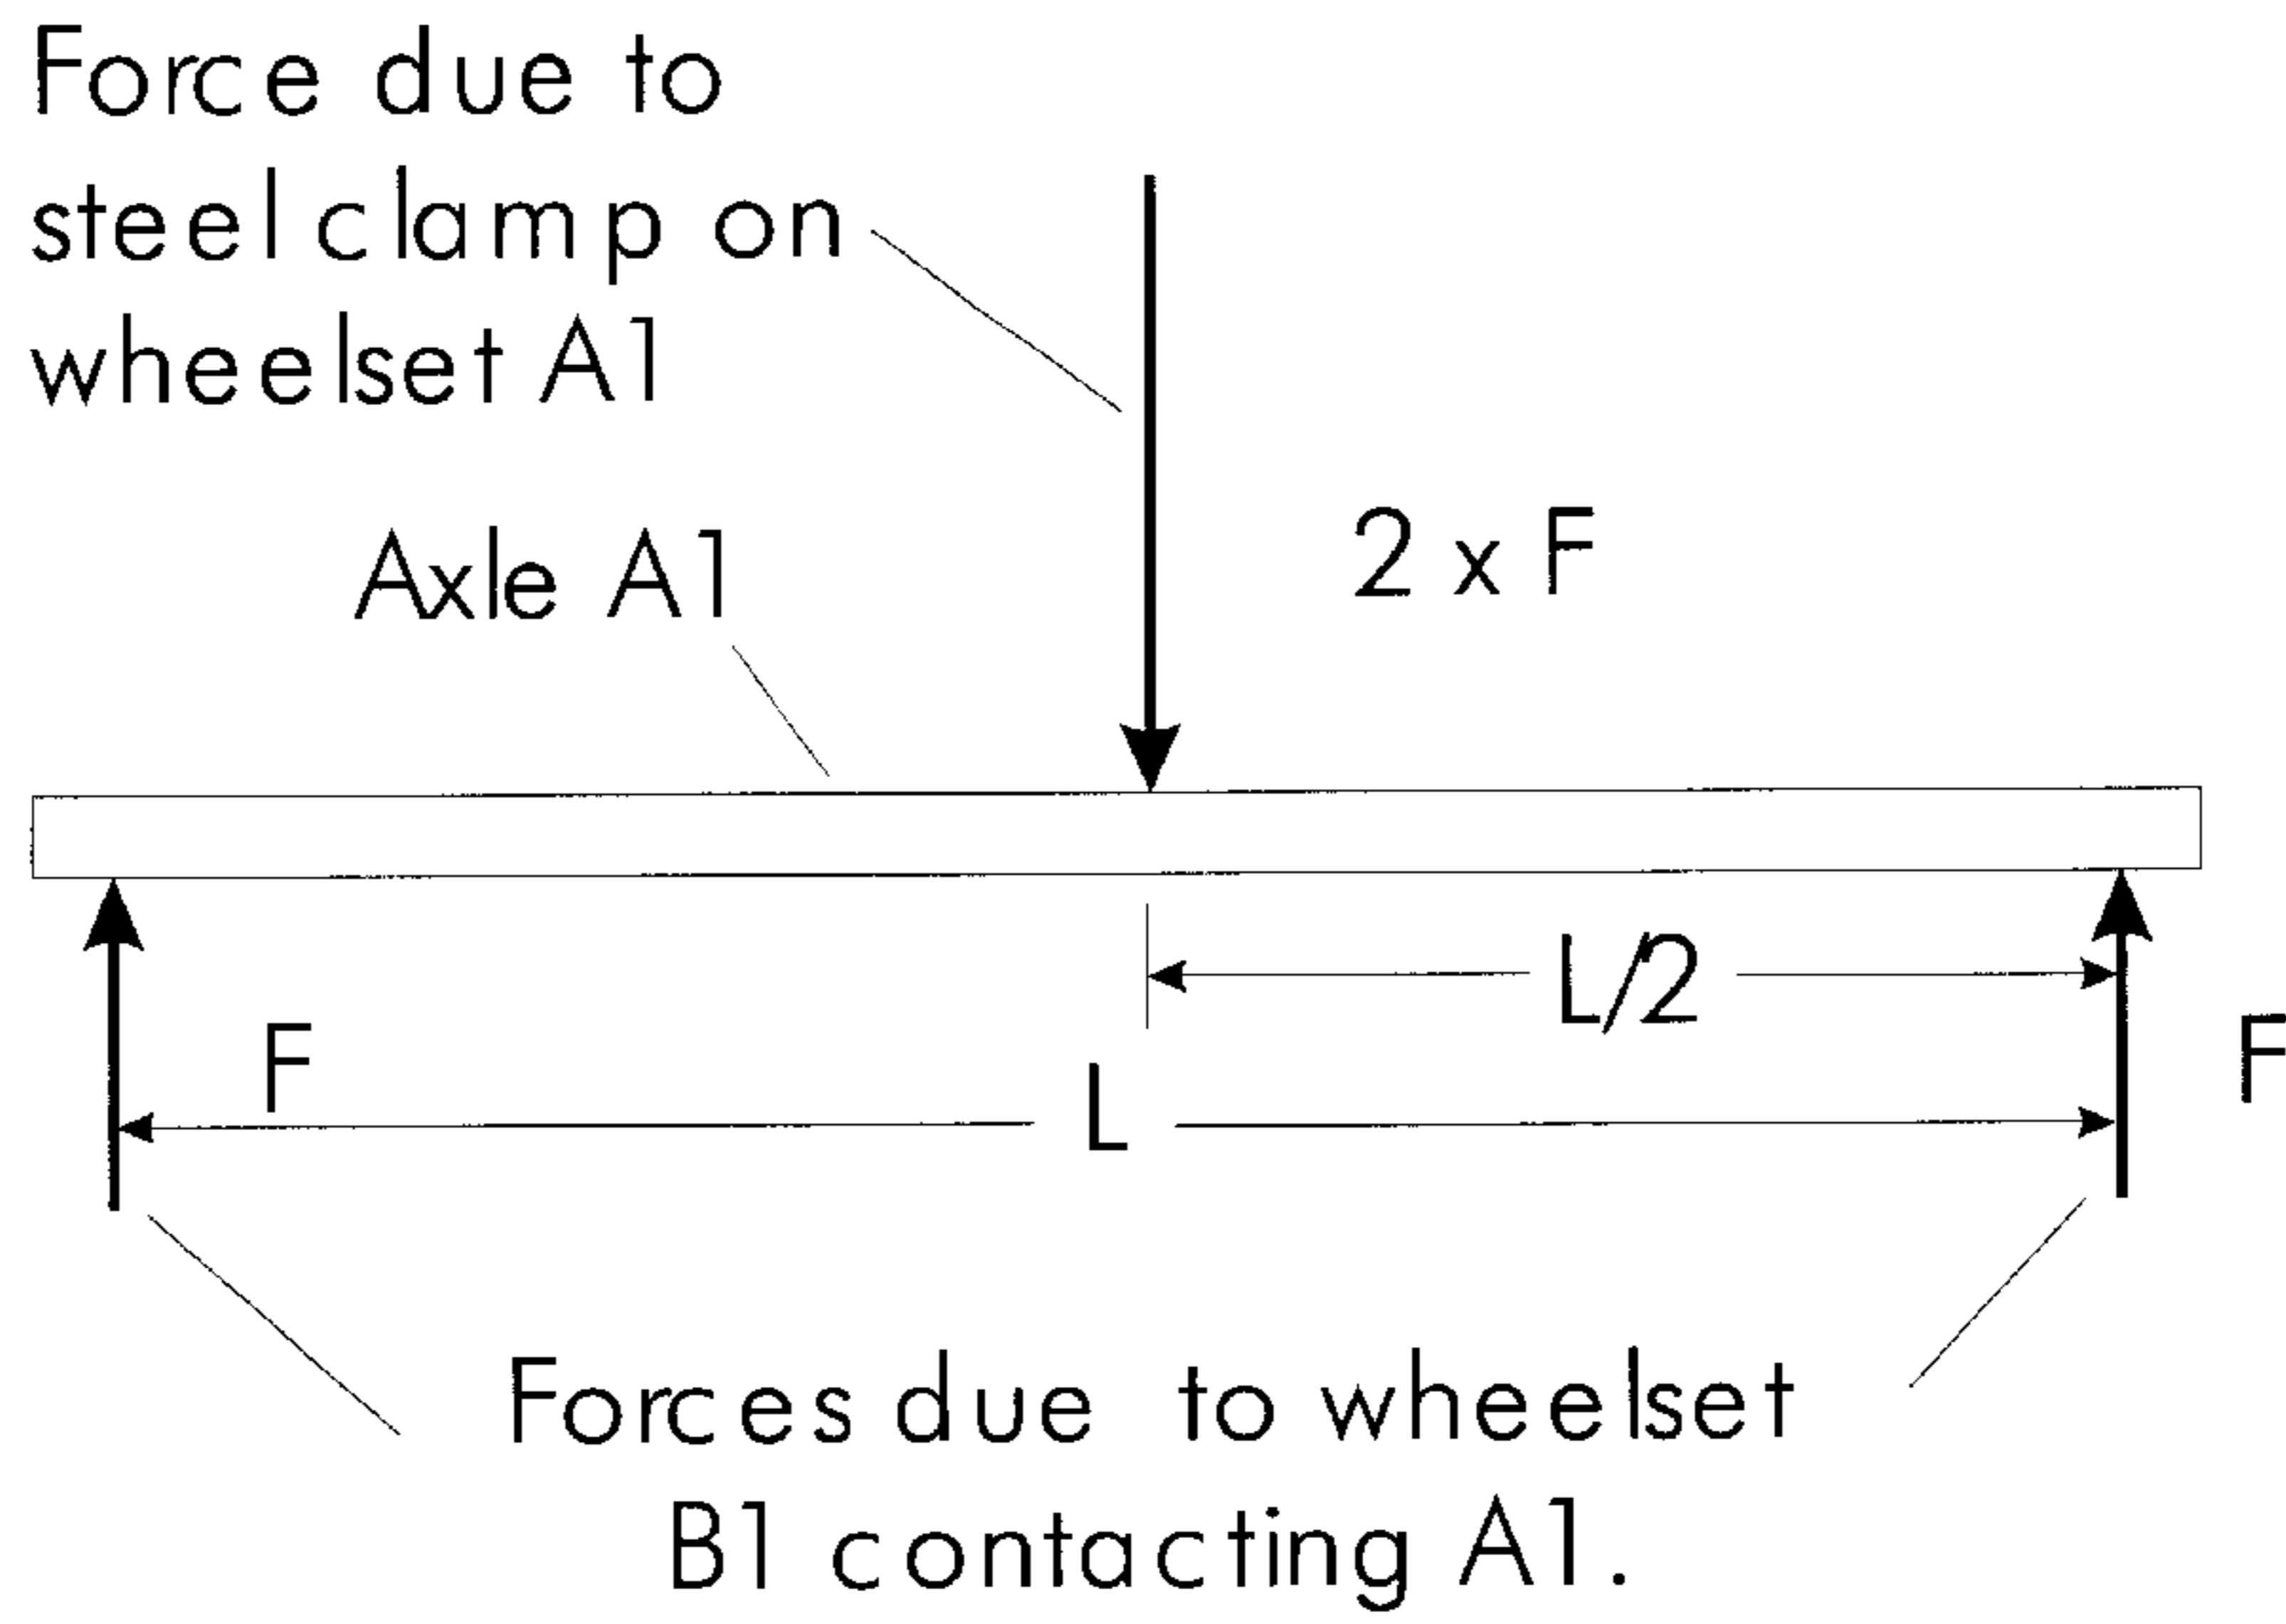 Force due to
steel clamp on
wheelset A1
2 x F
Axle A1
L/2
F
F
L
Forces due to wheelset
B1 contacting A1.